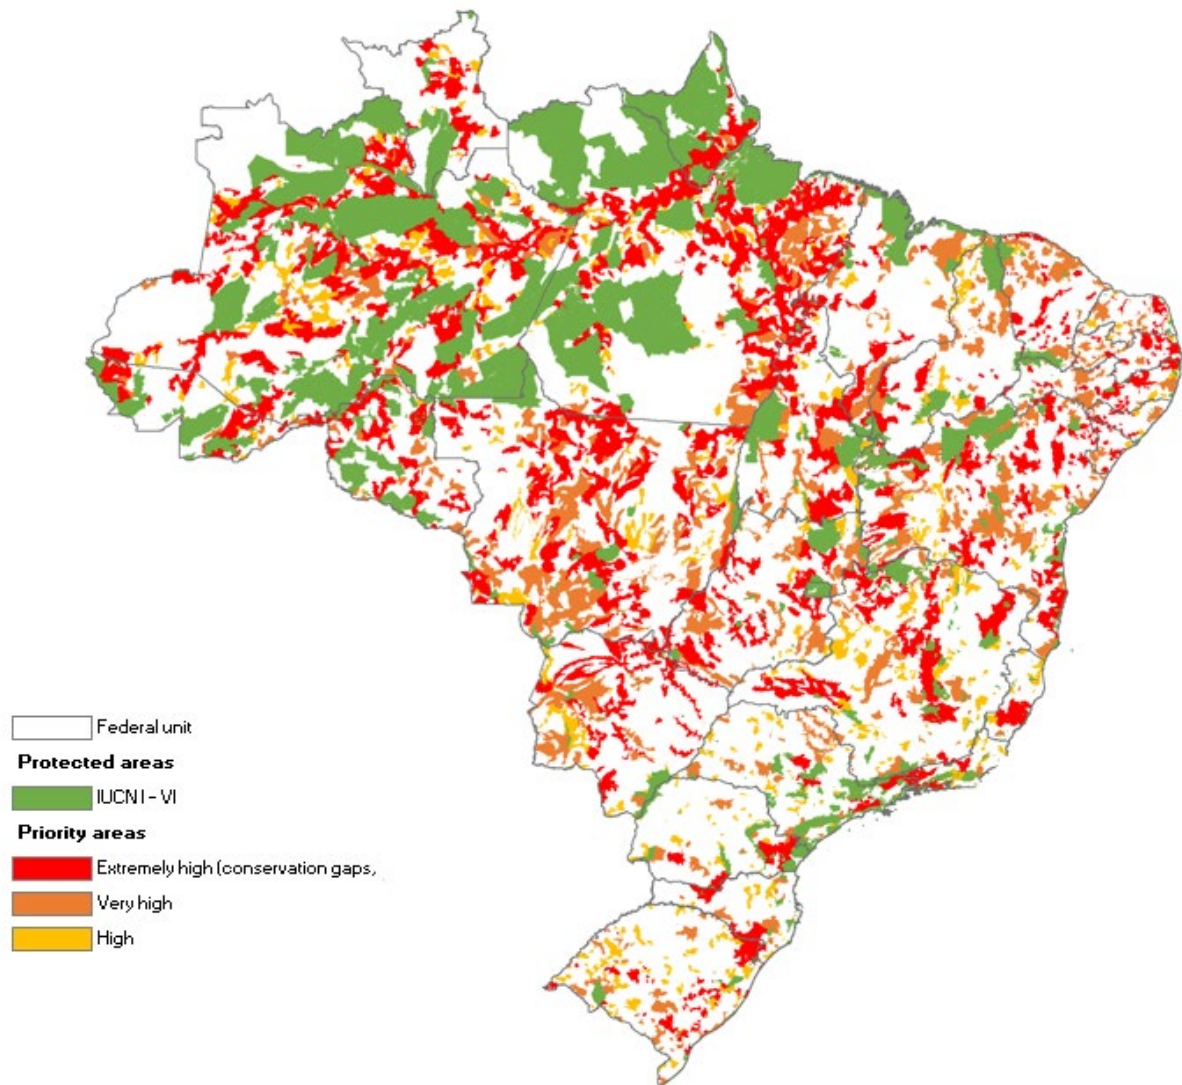 Federal unit
Protected areas
IUCN I - VI
Priority areas
Extremely high (conservation gaps,
Very high
High